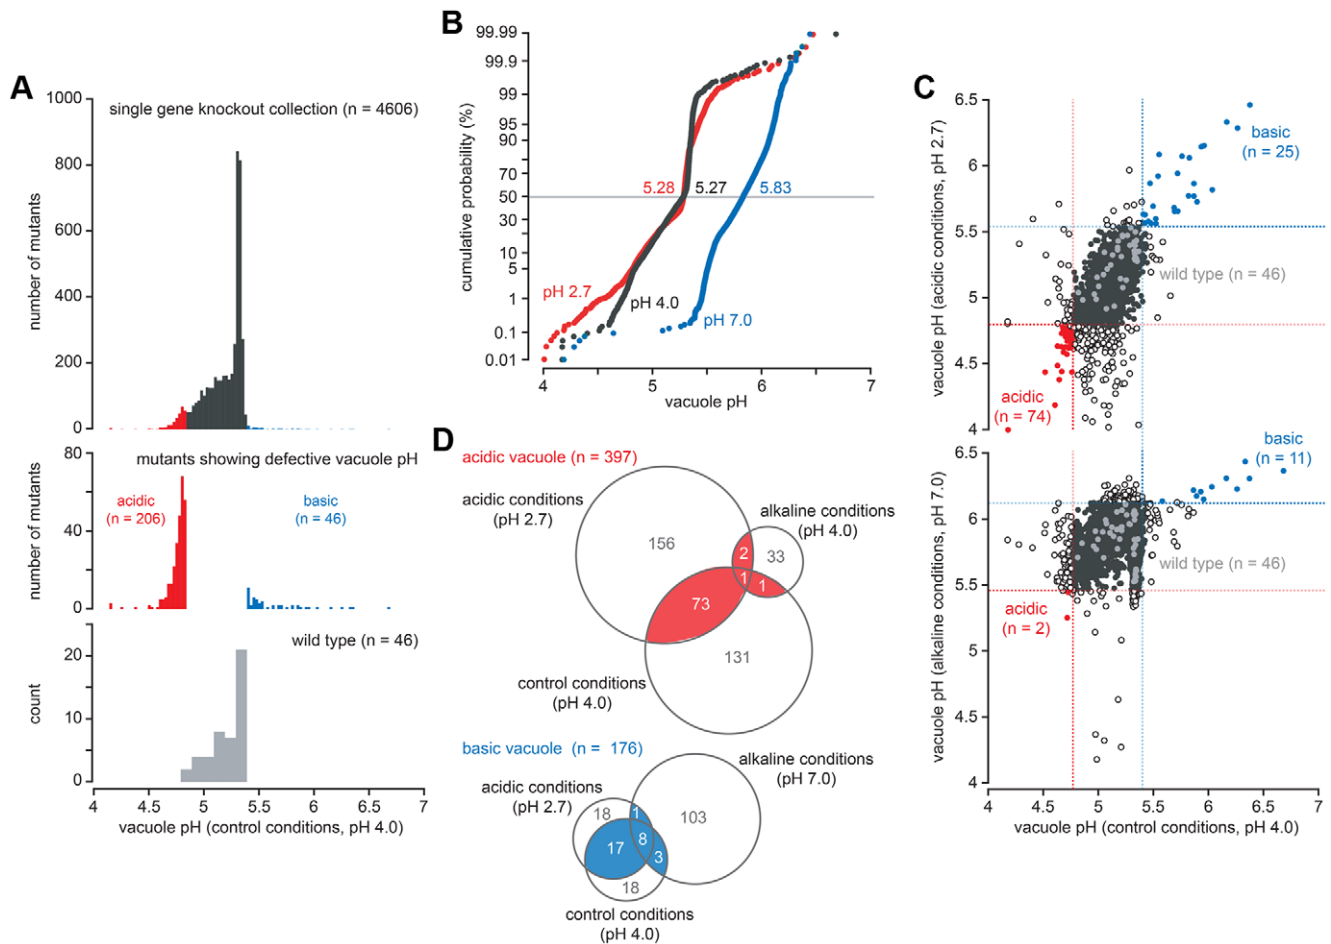 A
1000
single gene knockout collection (n = 4606)
800
600
400
200
0
number of mutants
80
mutants showing defective vacuole pH
acidic
(n = 206)
basic
(n = 46)
40
0
number of mutants
wild type (n = 46)
20
10
0
count
4
4.5
5
5.5
6
6.5
7
vacuole pH (control conditions, pH 4.0)
B
99.99
99.9
99
95
90
70
50
30
10
5
1
0.1
0.01
cumulative probability (%)
5.28
5.27
5.83
pH 2.7
pH 4.0
pH 7.0
4
5
6
7
vacuole pH
C
6.5
6
5.5
5
4.5
4
vacuole pH (acidic conditions, pH 2.7)
basic
(n = 25)
wild type (n = 46)
acidic
(n = 74)
6.5
6
5.5
5
4.5
4
vacuole pH (alkaline conditions, pH 7.0)
basic
(n = 11)
wild type (n = 46)
acidic
(n = 2)
4
4.5
5
5.5
6
6.5
7
vacuole pH (control conditions, pH 4.0)
D
acidic vacuole (n = 397)
acidic conditions
(pH 2.7)
alkaline conditions
(pH 4.0)
156
2
33
1
1
73
131
control conditions
(pH 4.0)
basic vacuole (n = 176)
alkaline conditions
(pH 7.0)
acidic conditions
(pH 2.7)
18
1
103
17
8
3
18
control conditions
(pH 4.0)